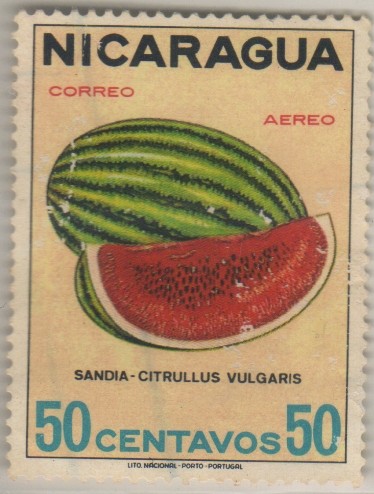 NICARAGUA
CORREO
AEREO
SANDIA - CITRULLUS VULGARIS
50 CENTAVOS 50
LITO. NACIONAL - PORTO - PORTUGAL